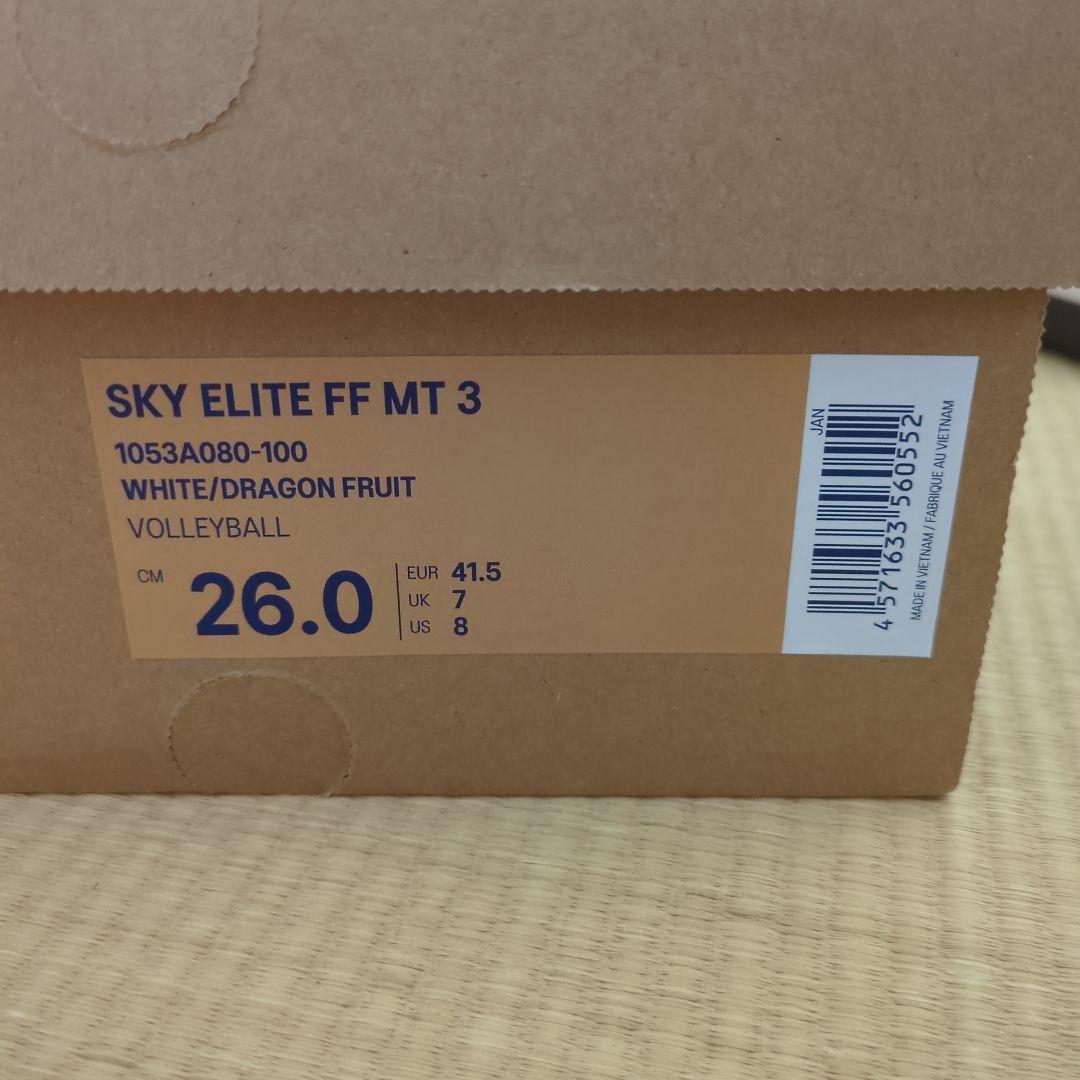 SKY ELITE FF MT 3
1053A080-100
WHITE/DRAGON FRUIT
VOLLEYBALL
CM 26.0
EUR 41.5
UK 7
US 8
JAN
4 571633 560552
MADE IN VIETNAM / FABRIQUE AU VIETNAM